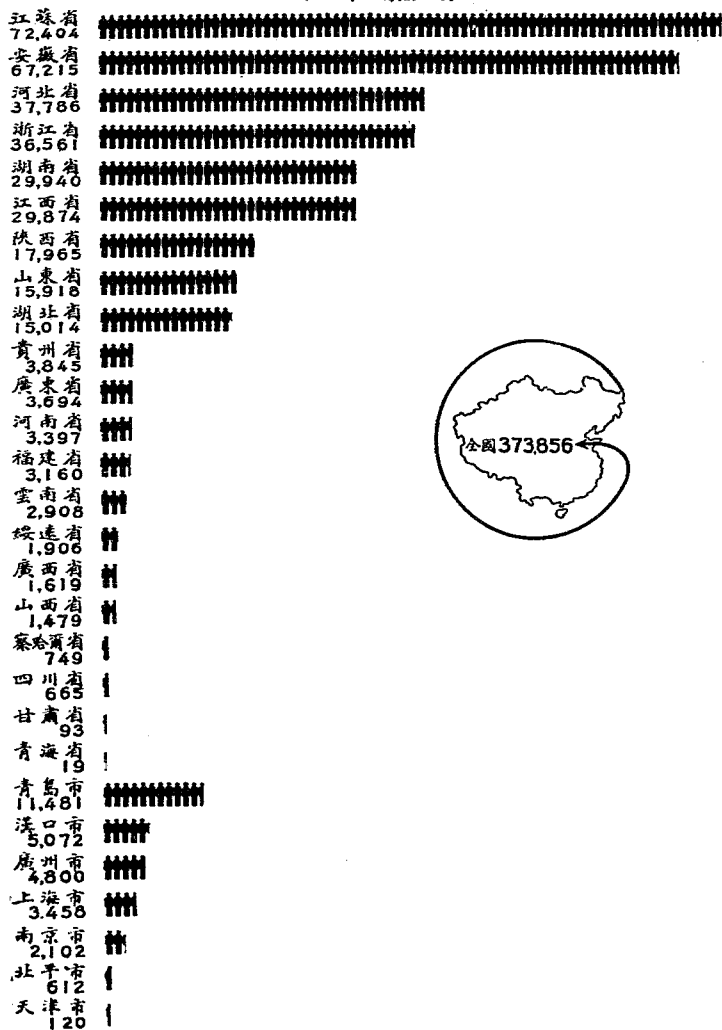 江蘇省
72,404
安徽省
67,215
河北省
37,786
浙江省
36,561
湖南省
29,940
江西省
29,874
陝西省
17,965
山東省
15,918
湖北省
15,014
貴州省
3,845
廣東省
3,694
河南省
3,397
福建省
3,160
雲南省
2,908
綏遠省
1,906
廣西省
1,619
山西省
1,479
察哈爾省
749
四川省
665
甘肅省
93
青海省
19
青島市
11,481
漢口市
5,072
廣州市
4,800
上海市
3.458
南京市
2,102
北平市
612
天津市
120
全國373,856